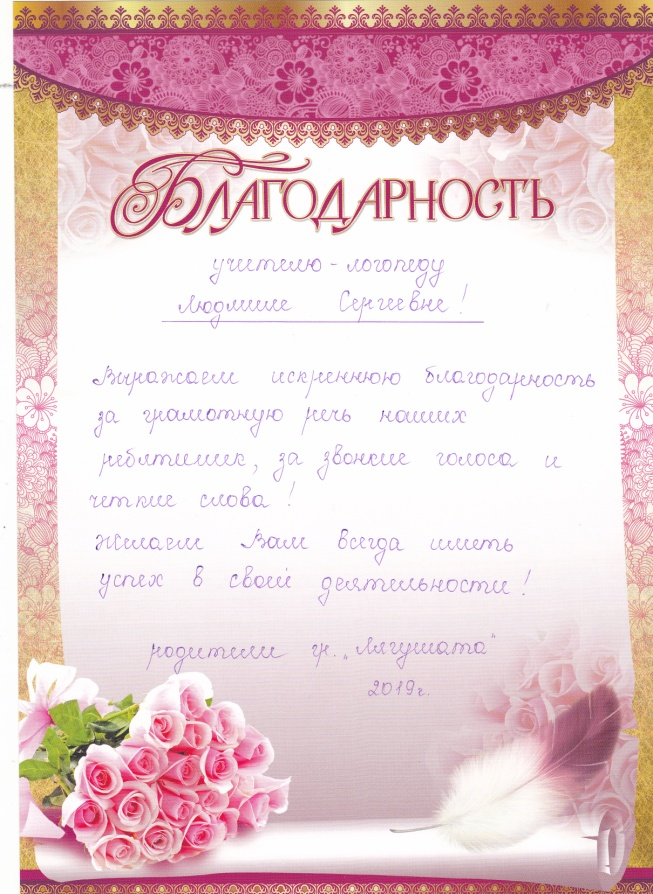 БЛАГОДАРНОСТЬ
учителю - логопеду
Людмиле Сергеевне!
Выражаем искреннюю благодарность
за грамотную речь наших
ребятишик, за звонкие голоса и
четкие слова!
Желаем Вам всегда иметь
успех в своей деятельности!
родители гр. „Лягушата"
2019г.